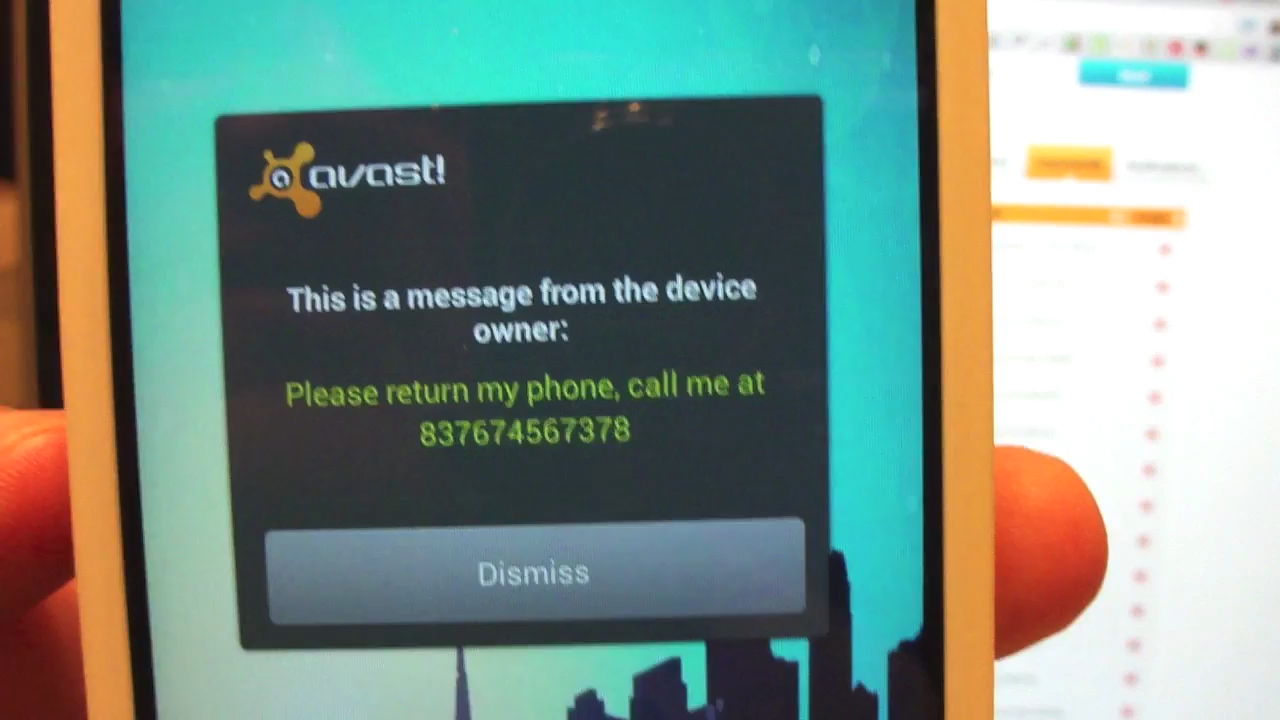 avast!
This is a message from the device
owner:
Please return my phone, call me at
837674567378
Dismiss